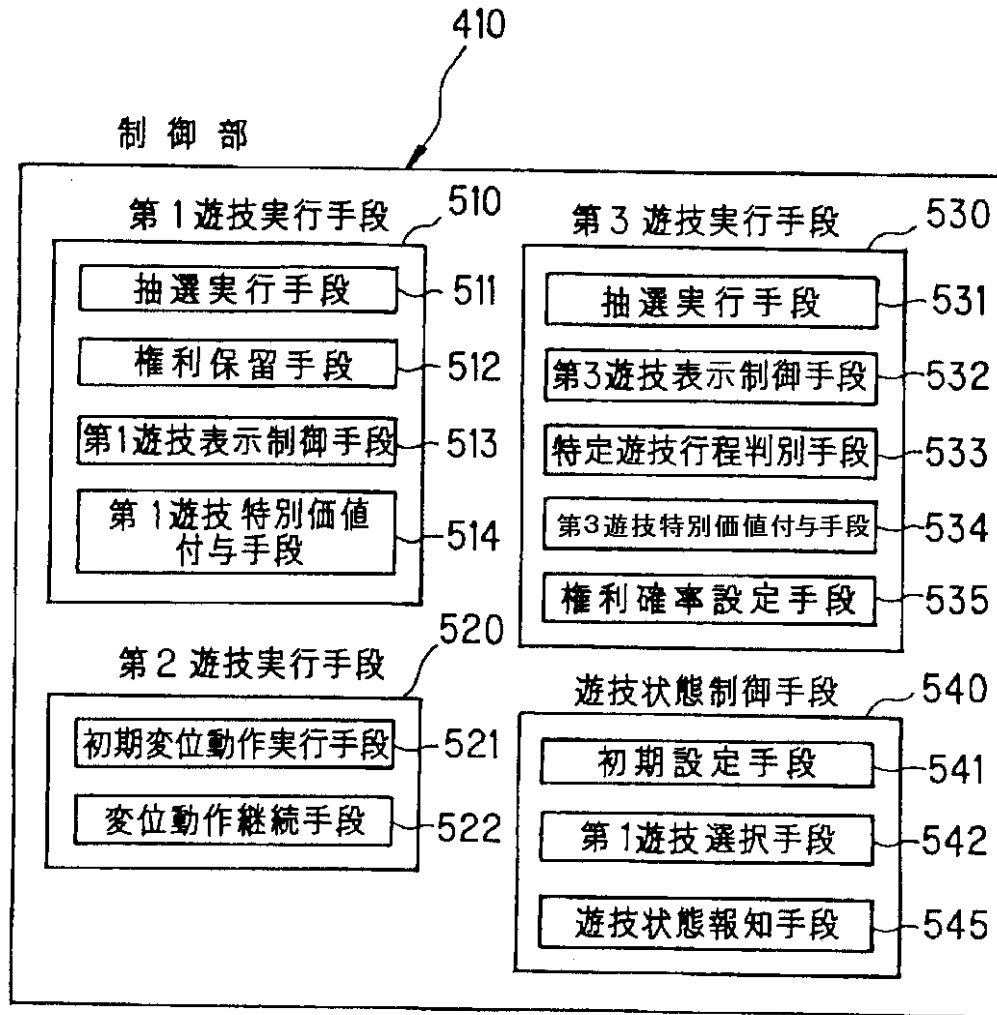 410
制御部
第1遊技実行手段 510
抽選実行手段 511
権利保留手段 512
第1遊技表示制御手段 513
第1遊技特別価値
付与手段 514
第2遊技実行手段 520
初期変位動作実行手段 521
変位動作継続手段 522
第3遊技実行手段 530
抽選実行手段 531
第3遊技表示制御手段 532
特定遊技行程判別手段 533
第3遊技特別価値付与手段 534
権利確率設定手段 535
遊技状態制御手段 540
初期設定手段 541
第1遊技選択手段 542
遊技状態報知手段 545